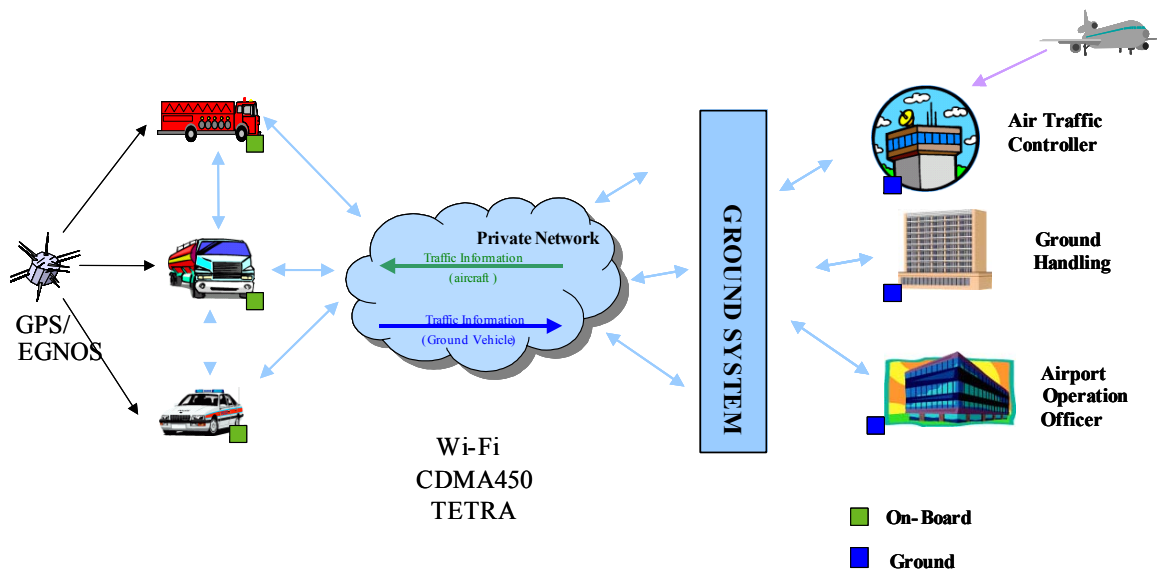 GPS/
EGNOS
Private Network
Traffic Information
(aircraft )
Traffic Information
(Ground Vehicle)
Wi-Fi
CDMA450
TETRA
GROUND SYSTEM
Air Traffic
Controller
Ground
Handling
Airport
Operation
Officer
On-Board
Ground